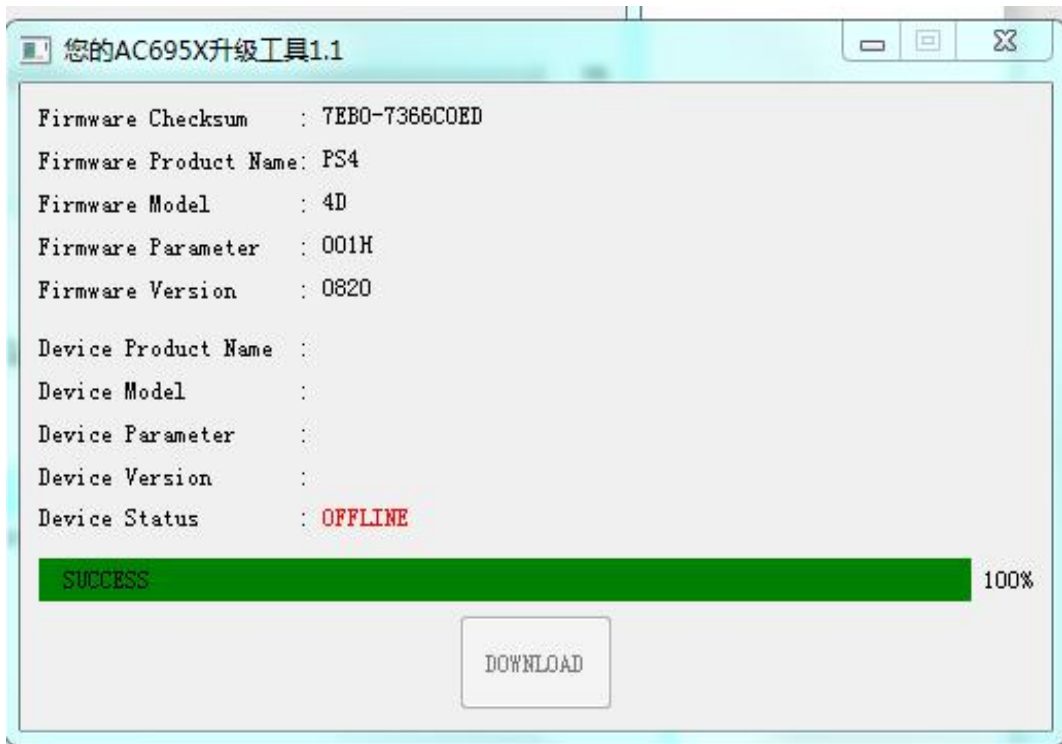 您的AC695X升级工具1.1
Firmware Checksum : 7EB0-7366C0ED
Firmware Product Name: PS4
Firmware Model : 4D
Firmware Parameter : 001H
Firmware Version : 0820
Device Product Name :
Device Model :
Device Parameter :
Device Version :
Device Status : OFFLINE
SUCCESS 100%
DOWNLOAD